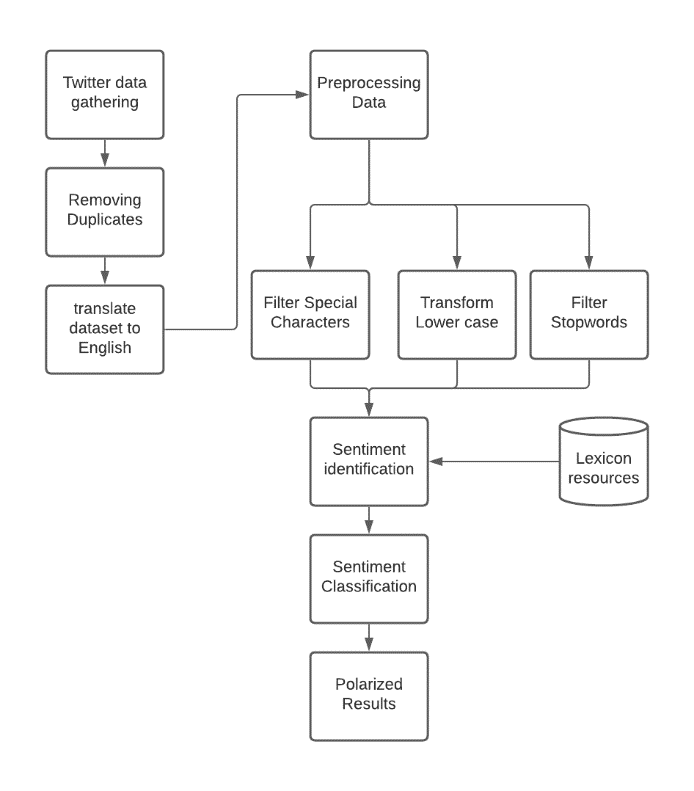 Twitter data
gathering
Removing
Duplicates
translate
dataset to
English
Preprocessing
Data
Filter Special
Characters
Transform
Lower case
Filter
Stopwords
Sentiment
identification
Lexicon
resources
Sentiment
Classification
Polarized
Results